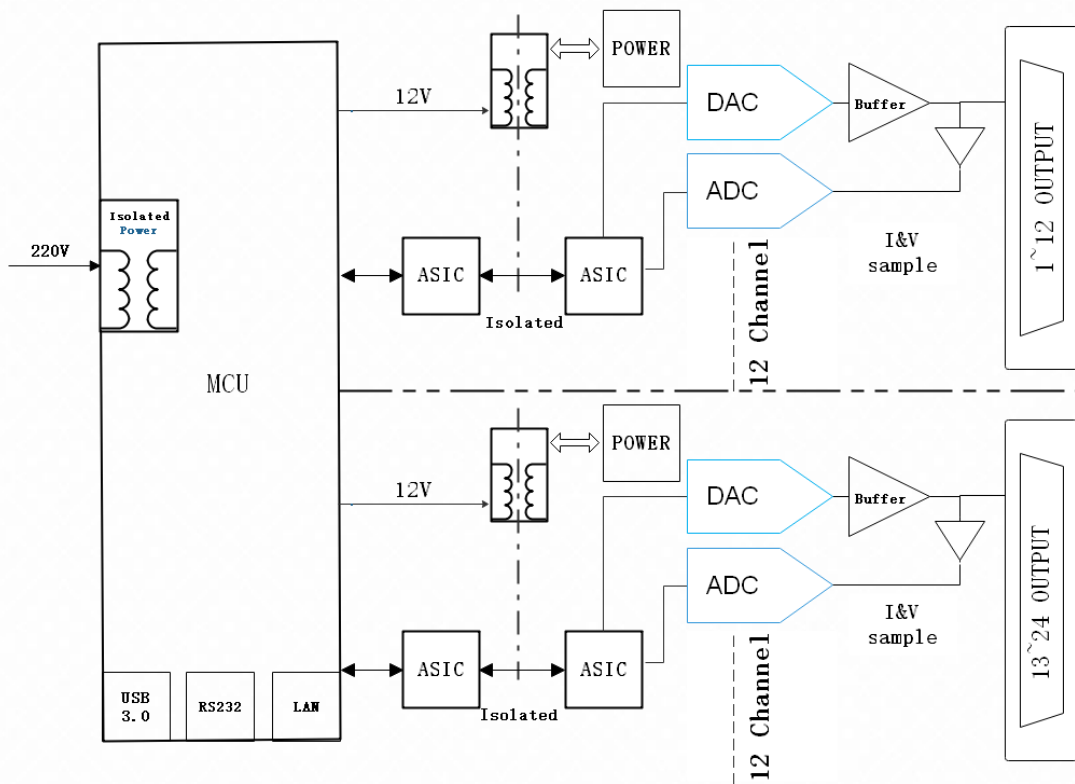 POWER
12V
DAC
Buffer
ADC
1~12 OUTPUT
Isolated
Power
220V
I&V
sample
ASIC
ASIC
Isolated
12 Channel
MCU
POWER
12V
DAC
Buffer
ADC
13~24 OUTPUT
I&V
sample
ASIC
ASIC
Isolated
12 Channel
USB
3.0
RS232
LAN